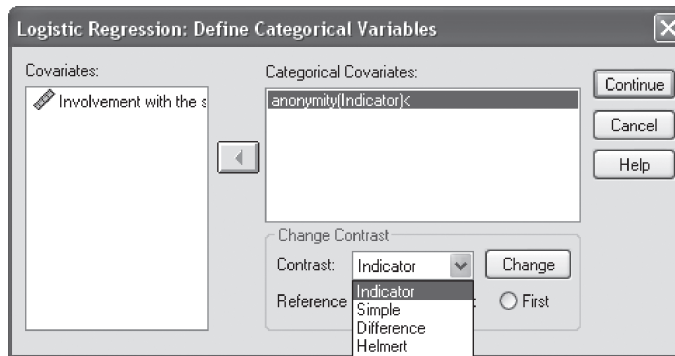 Logistic Regression: Define Categorical Variables
Covariates:
Involvement with the s
Categorical Covariates:
anonymity(Indicator)<
Continue
Cancel
Help
Change Contrast
Contrast:
Indicator
Change
Reference
First
Indicator
Simple
Difference
Helmert